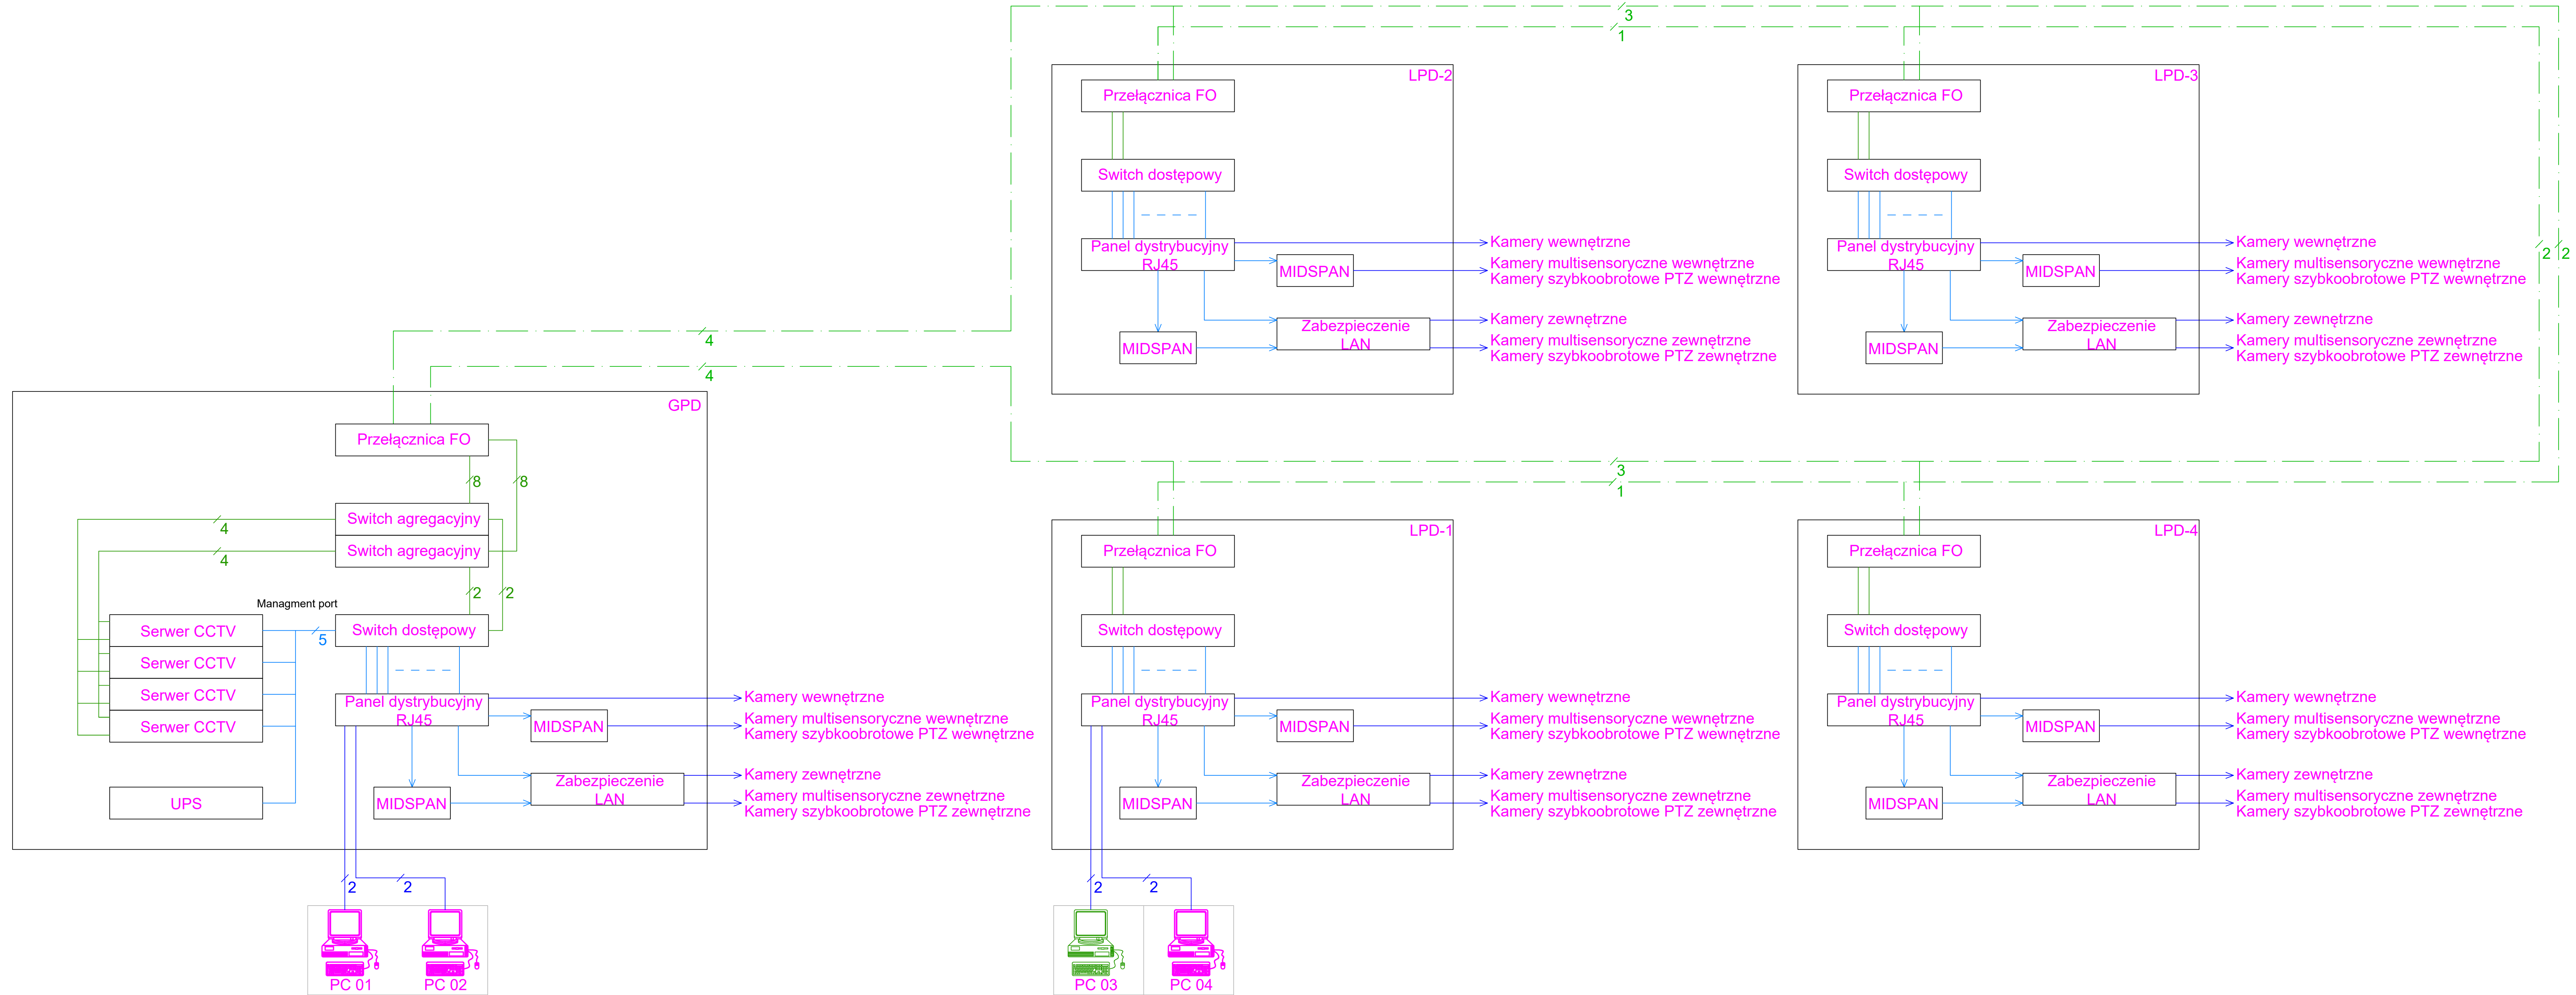 3
1
LPD-2
Przełącznica FO
Switch dostępowy
Panel dystrybucyjny
RJ45
MIDSPAN
MIDSPAN
Zabezpieczenie
LAN
Kamery wewnętrzne
Kamery multisensoryczne wewnętrzne
Kamery szybkoobrotowe PTZ wewnętrzne
Kamery zewnętrzne
Kamery multisensoryczne zewnętrzne
Kamery szybkoobrotowe PTZ zewnętrzne
LPD-3
Przełącznica FO
Switch dostępowy
Panel dystrybucyjny
RJ45
MIDSPAN
MIDSPAN
Zabezpieczenie
LAN
Kamery wewnętrzne
Kamery multisensoryczne wewnętrzne
Kamery szybkoobrotowe PTZ wewnętrzne
Kamery zewnętrzne
Kamery multisensoryczne zewnętrzne
Kamery szybkoobrotowe PTZ zewnętrzne
2
2
4
4
GPD
Przełącznica FO
8
8
Switch agregacyjny
Switch agregacyjny
4
4
2
2
Managment port
Serwer CCTV
Serwer CCTV
Serwer CCTV
Serwer CCTV
UPS
5
Switch dostępowy
Panel dystrybucyjny
RJ45
MIDSPAN
MIDSPAN
Zabezpieczenie
LAN
Kamery wewnętrzne
Kamery multisensoryczne wewnętrzne
Kamery szybkoobrotowe PTZ wewnętrzne
Kamery zewnętrzne
Kamery multisensoryczne zewnętrzne
Kamery szybkoobrotowe PTZ zewnętrzne
2
2
PC 01
PC 02
3
1
LPD-1
Przełącznica FO
Switch dostępowy
Panel dystrybucyjny
RJ45
MIDSPAN
MIDSPAN
Zabezpieczenie
LAN
Kamery wewnętrzne
Kamery multisensoryczne wewnętrzne
Kamery szybkoobrotowe PTZ wewnętrzne
Kamery zewnętrzne
Kamery multisensoryczne zewnętrzne
Kamery szybkoobrotowe PTZ zewnętrzne
2
2
PC 03
PC 04
LPD-4
Przełącznica FO
Switch dostępowy
Panel dystrybucyjny
RJ45
MIDSPAN
MIDSPAN
Zabezpieczenie
LAN
Kamery wewnętrzne
Kamery multisensoryczne wewnętrzne
Kamery szybkoobrotowe PTZ wewnętrzne
Kamery zewnętrzne
Kamery multisensoryczne zewnętrzne
Kamery szybkoobrotowe PTZ zewnętrzne